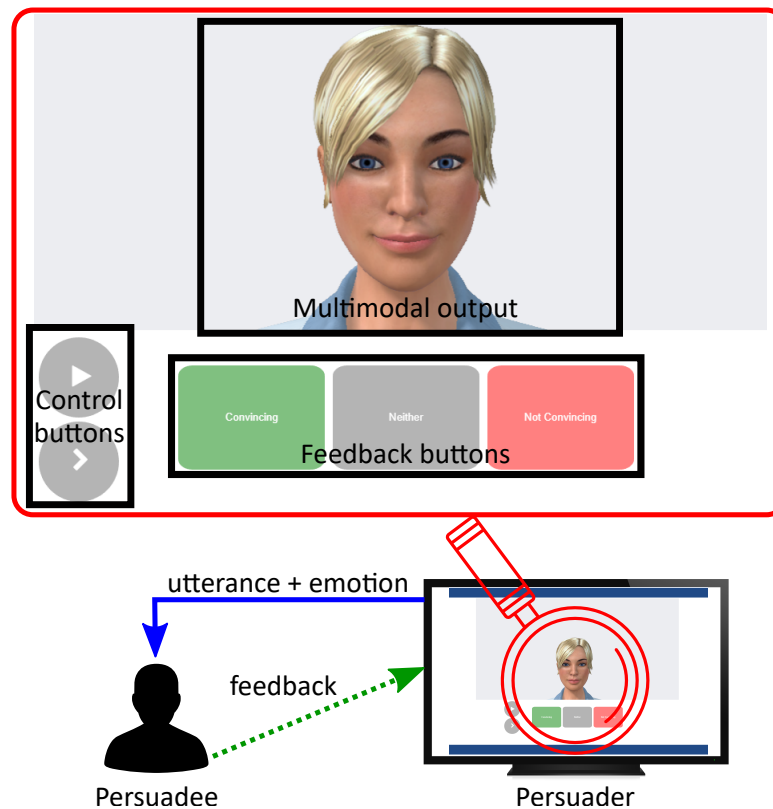 Multimodal output
Control
buttons
Convincing
Neither
Not Convincing
Feedback buttons
utterance + emotion
feedback
Persuadee
Persuader